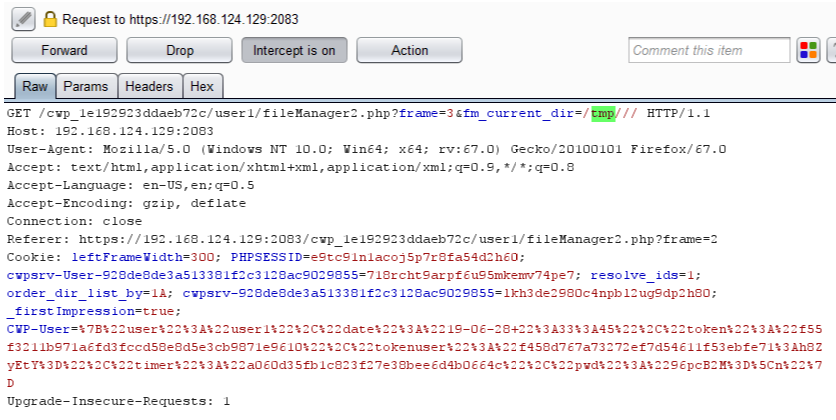 Request to https://192.168.124.129:2083
Forward Drop Intercept is on Action Comment this item
Raw Params Headers Hex
GET /cwp_1e192923ddaeb72c/user1/fileManager2.php?frame=3&fm_current_dir=/tmp/// HTTP/1.1
Host: 192.168.124.129:2083
User-Agent: Mozilla/5.0 (Windows NT 10.0; Win64; x64; rv:67.0) Gecko/20100101 Firefox/67.0
Accept: text/html,application/xhtml+xml,application/xml;q=0.9,*/*;q=0.8
Accept-Language: en-US,en;q=0.5
Accept-Encoding: gzip, deflate
Connection: close
Referer: https://192.168.124.129:2083/cwp_1e192923ddaeb72c/user1/fileManager2.php?frame=2
Cookie: leftFrameWidth=300; PHPSESSID=e9tc91n1acoj5p7r8fa54d2h60;
cwpsrv-User-928de8de3a513381f2c3128ac9029855=718rcht9arpf6u95mkemv74pe7; resolve_ids=1;
order_dir_list_by=1A; cwpsrv-928de8de3a513381f2c3128ac9029855=1kh3de2980c4npb12ug9dp2h80;
_firstImpression=true;
CWP-User=%7B%22user%22%3A%22user1%22%2C%22date%22%3A%2219-06-28+22%3A33%3A45%22%2C%22token%22%3A%22f55
f3211b971a6fd3fccd58e8d5e3cb9871e9610%22%2C%22tokenuser%22%3A%22f458d767a73272ef7d54611f53ebfe71%3Ah8Z
yEtY%3D%22%2C%22timer%22%3A%22a060d35fb1c823f27e38bee6d4b0664c%22%2C%22pwd%22%3A%2296pcB2M%3D%5Cn%22%7
D
Upgrade-Insecure-Requests: 1